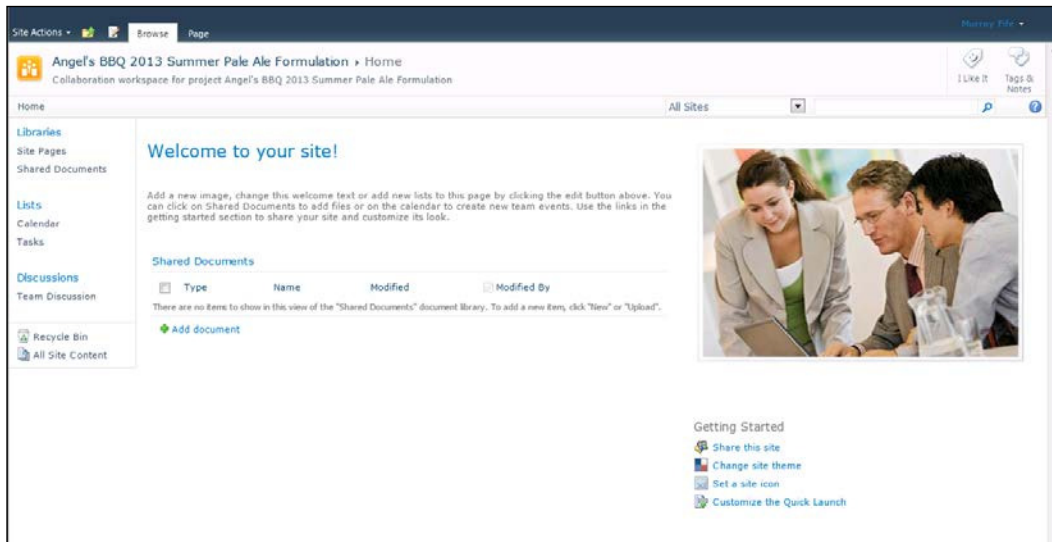 Murray Fife
Site Actions Browse Page
Angel's BBQ 2013 Summer Pale Ale Formulation › Home
Collaboration workspace for project Angel's BBQ 2013 Summer Pale Ale Formulation
I Like It
Tags &
Notes
Home
All Sites
Libraries
Site Pages
Shared Documents
Lists
Calendar
Tasks
Discussions
Team Discussion
Recycle Bin
All Site Content
Welcome to your site!
Add a new image, change this welcome text or add new lists to this page by clicking the edit button above. You
can click on Shared Documents to add files or on the calendar to create new team events. Use the links in the
getting started section to share your site and customize its look.
Shared Documents
Type Name Modified Modified By
There are no items to show in this view of the "Shared Documents" document library. To add a new item, click "New" or "Upload".
Add document
Getting Started
Share this site
Change site theme
Set a site icon
Customize the Quick Launch